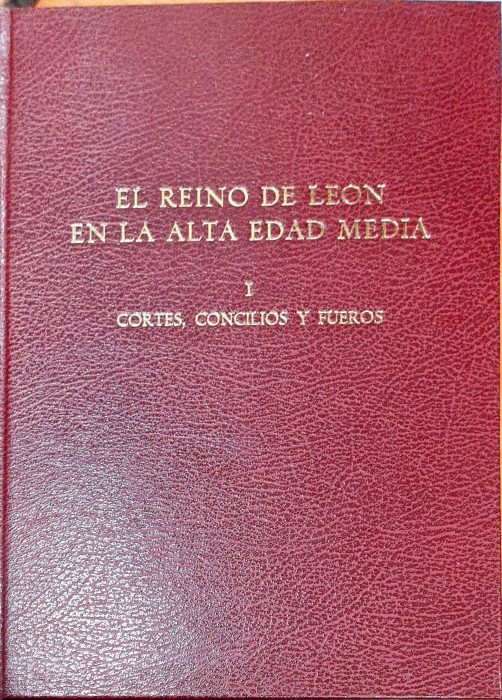 EL REINO DE LEON
EN LA ALTA EDAD MEDIA
I
CORTES, CONCILIOS Y FUEROS